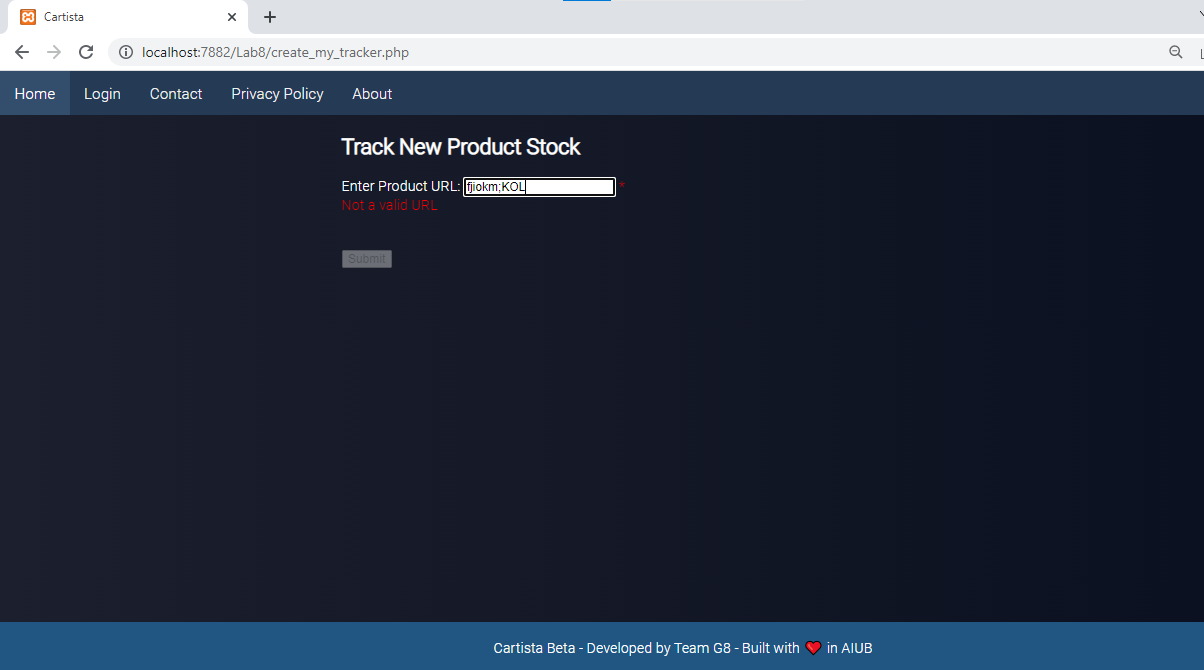 Cartista
localhost:7882/Lab8/create_my_tracker.php
Home Login Contact Privacy Policy About
Track New Product Stock
Enter Product URL: fjiokm;KOL *
Not a valid URL
Submit
Cartista Beta - Developed by Team G8 - Built with ❤ in AIUB